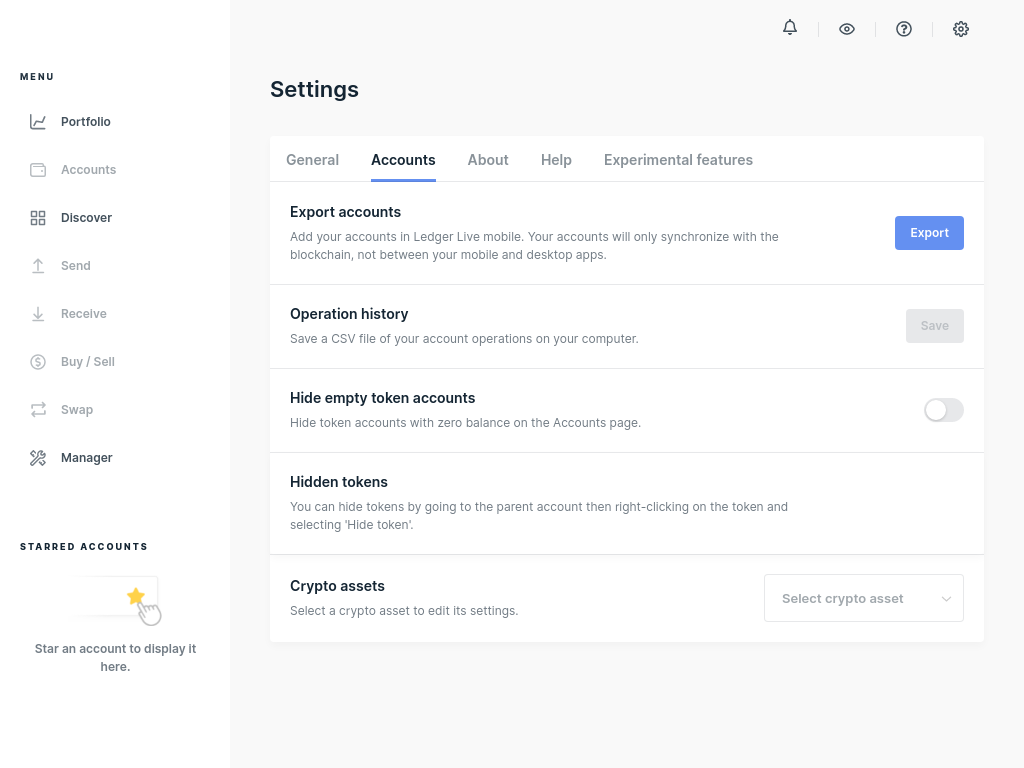 MENU
Portfolio
Accounts
Discover
Send
Receive
Buy / Sell
Swap
Manager
STARRED ACCOUNTS
Star an account to display it
here.
Settings
General Accounts About Help Experimental features
Export accounts
Add your accounts in Ledger Live mobile. Your accounts will only synchronize with the
blockchain, not between your mobile and desktop apps.
Export
Operation history
Save a CSV file of your account operations on your computer.
Save
Hide empty token accounts
Hide token accounts with zero balance on the Accounts page.
Hidden tokens
You can hide tokens by going to the parent account then right-clicking on the token and
selecting 'Hide token'.
Crypto assets
Select a crypto asset to edit its settings.
Select crypto asset